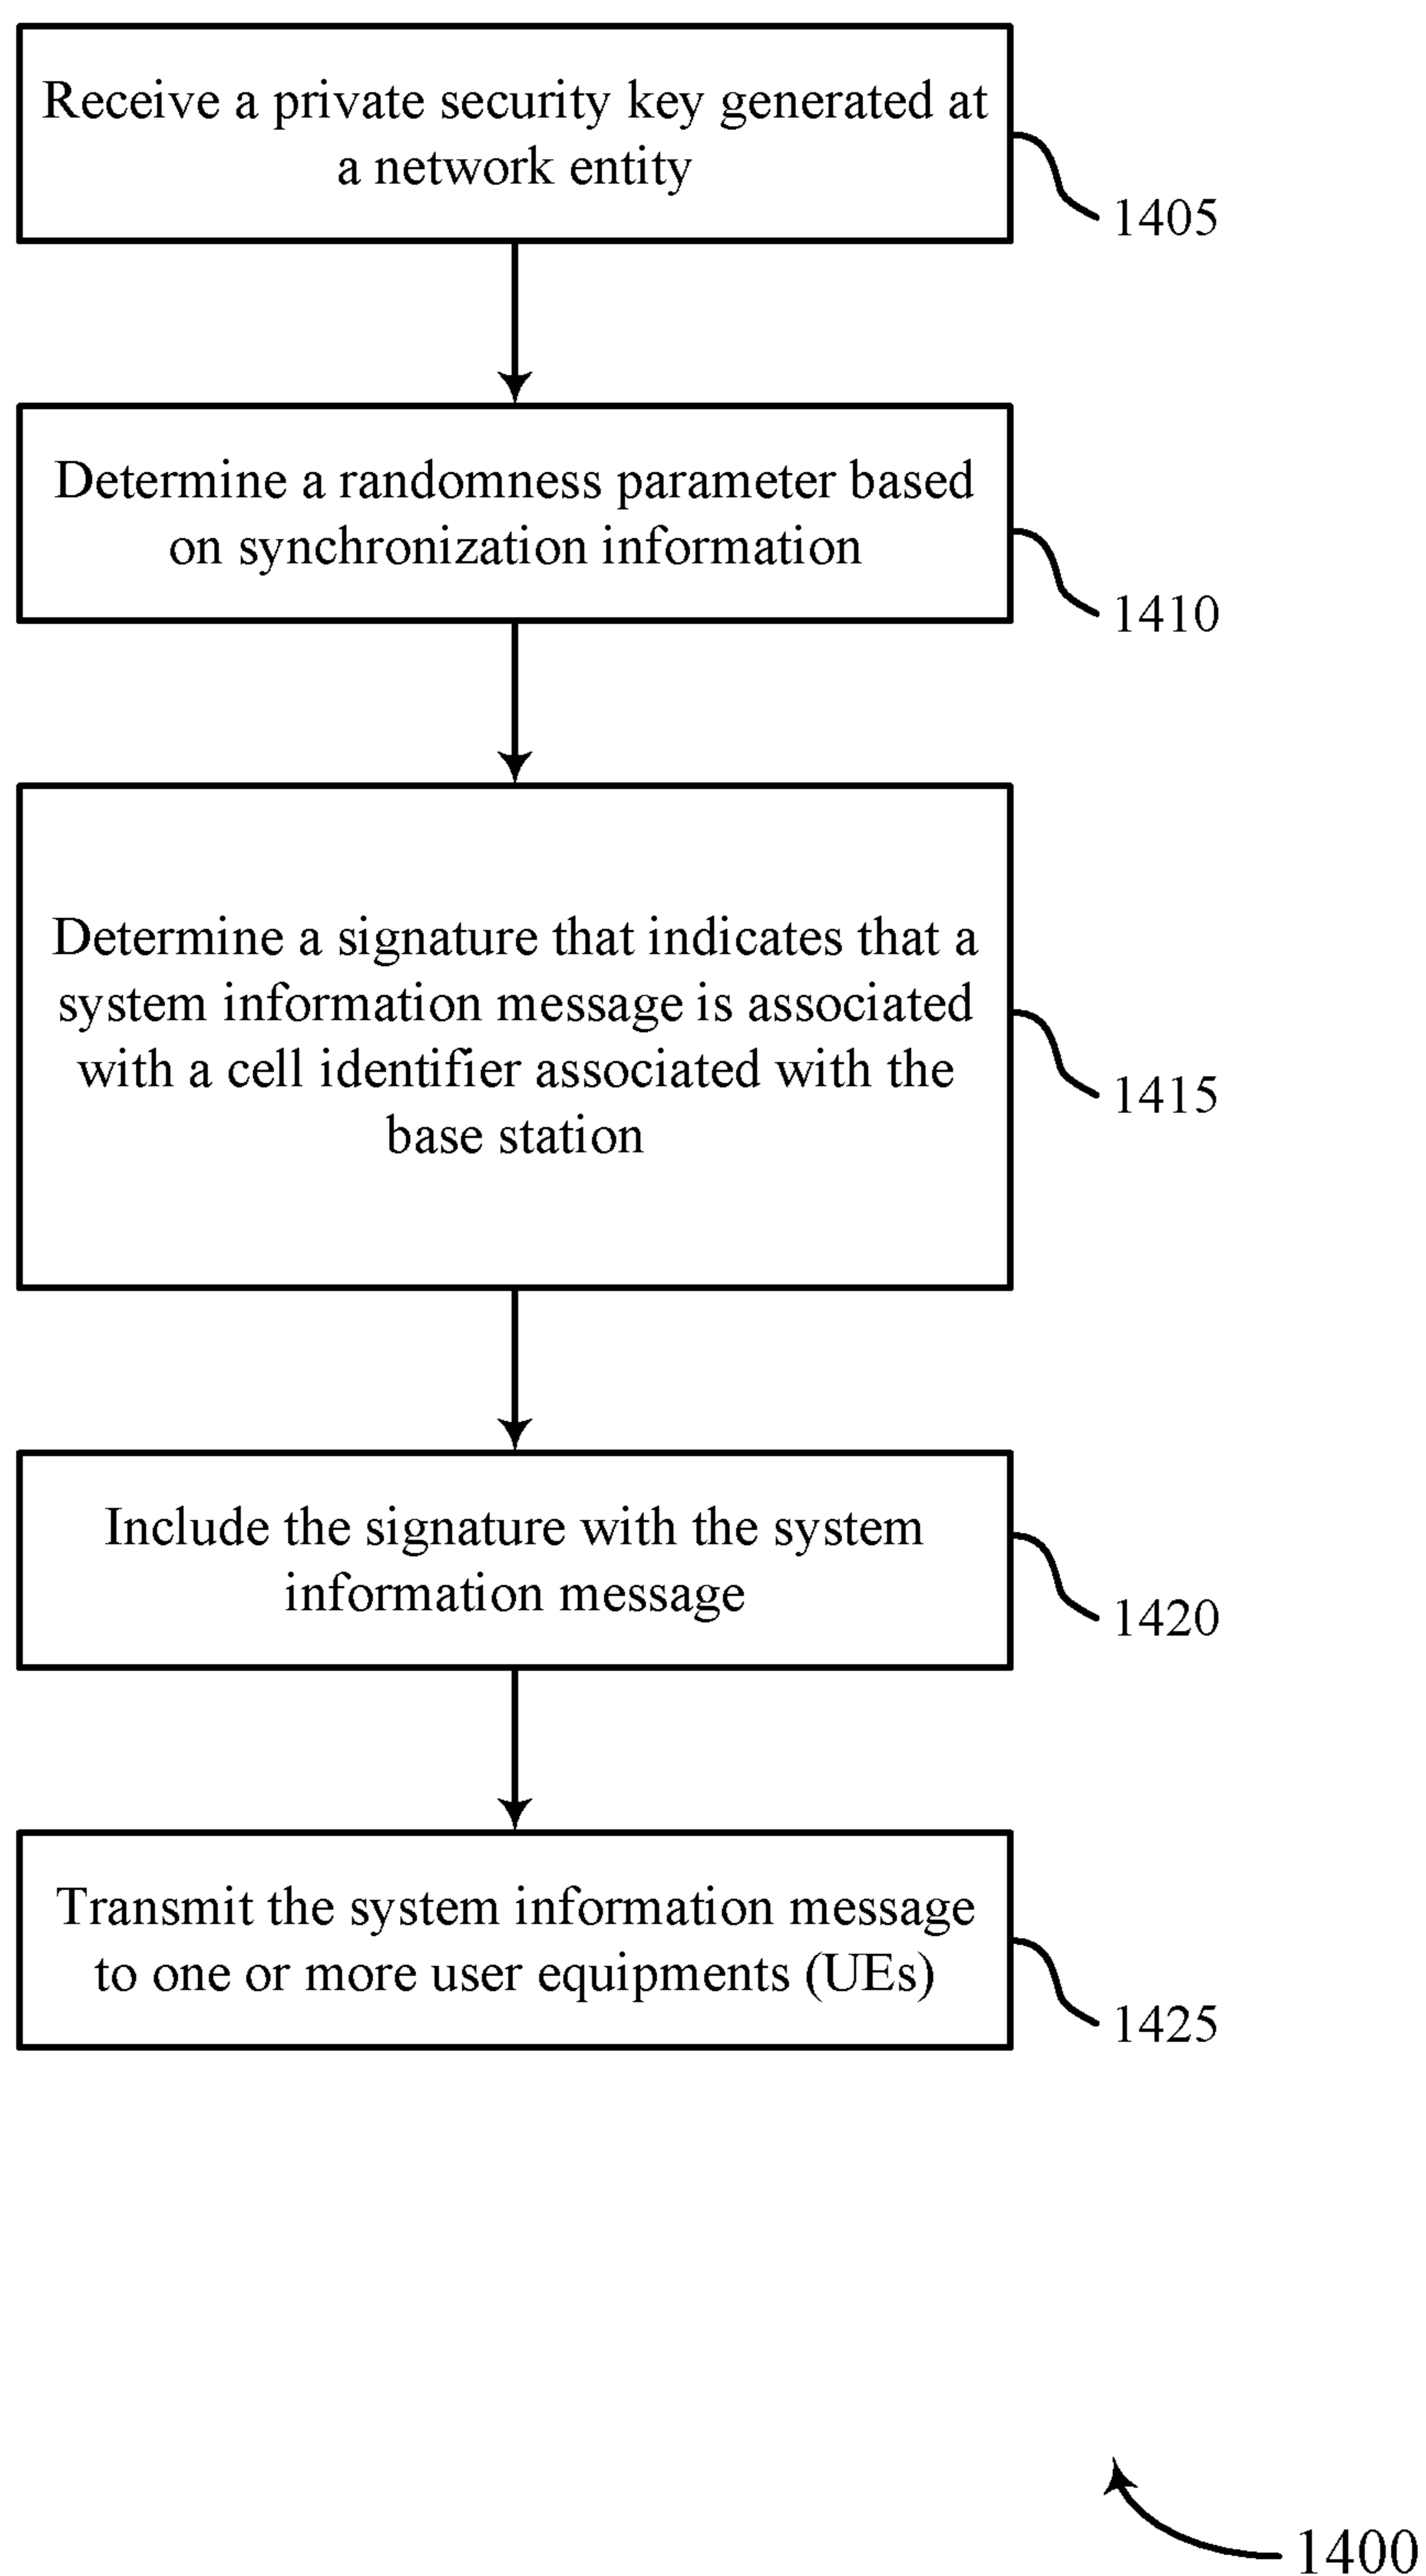 Receive a private security key generated at
a network entity
1405
Determine a randomness parameter based
on synchronization information
1410
Determine a signature that indicates that a
system information message is associated
with a cell identifier associated with the
base station
1415
Include the signature with the system
information message
1420
Transmit the system information message
to one or more user equipments (UEs)
1425
1400